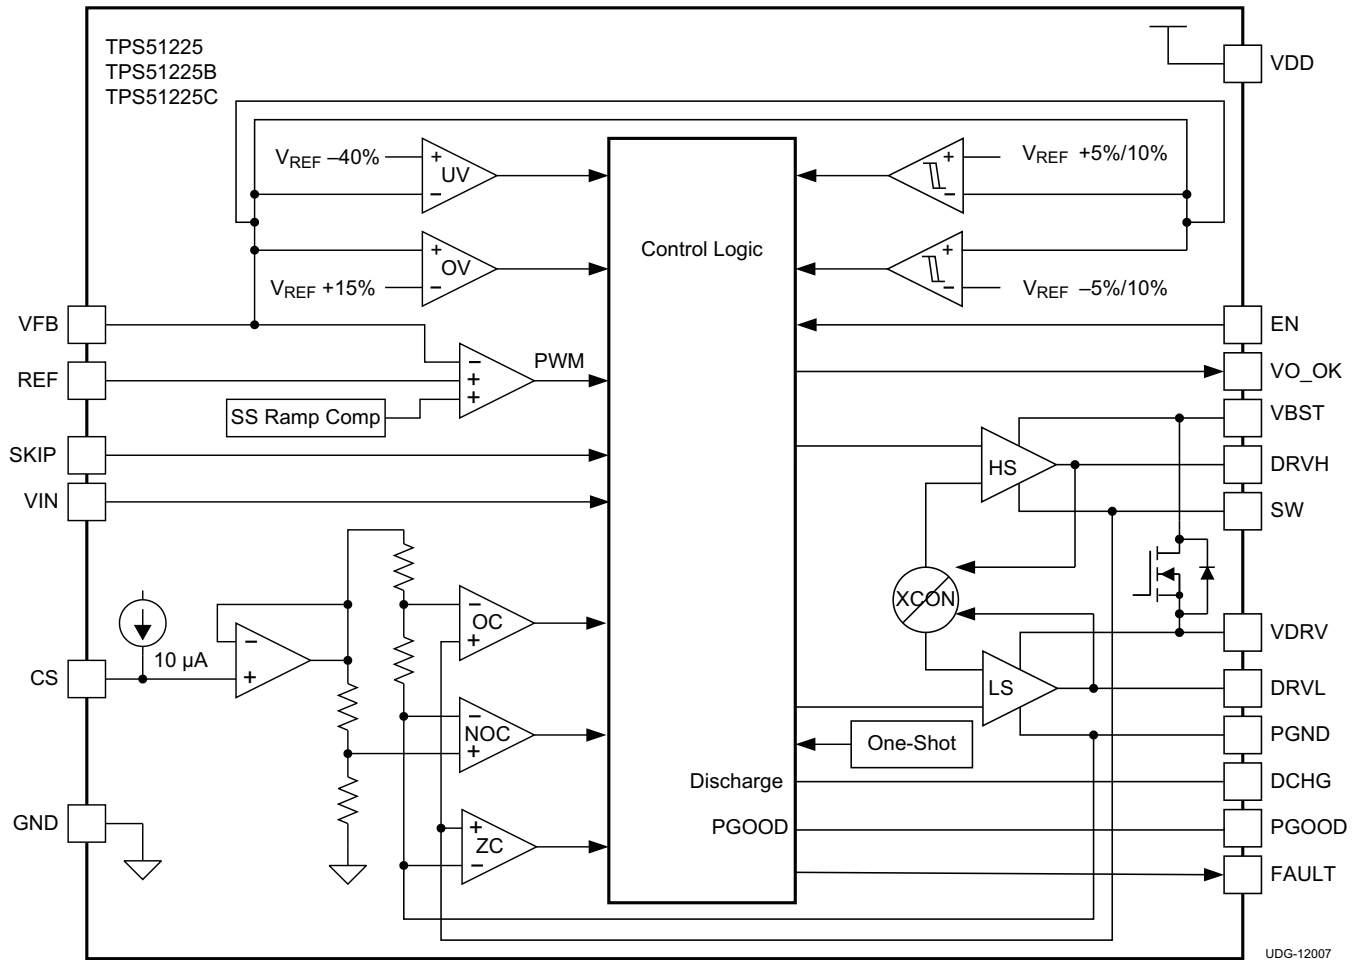 TPS51225
TPS51225B
TPS51225C
VDD
VREF –40%
+
UV
–
+
–
VREF +5%/10%
Control Logic
+
OV
–
VREF +15%
+
–
VREF –5%/10%
VFB
EN
REF
–
+
+
PWM
VO_OK
SS Ramp Comp
VBST
SKIP
HS
DRVH
VIN
SW
XCON
–
OC
+
10 µA
–
+
CS
VDRV
LS
DRVL
–
NOC
+
One-Shot
PGND
Discharge
DCHG
GND
PGOOD
PGOOD
+
ZC
–
FAULT
UDG-12007